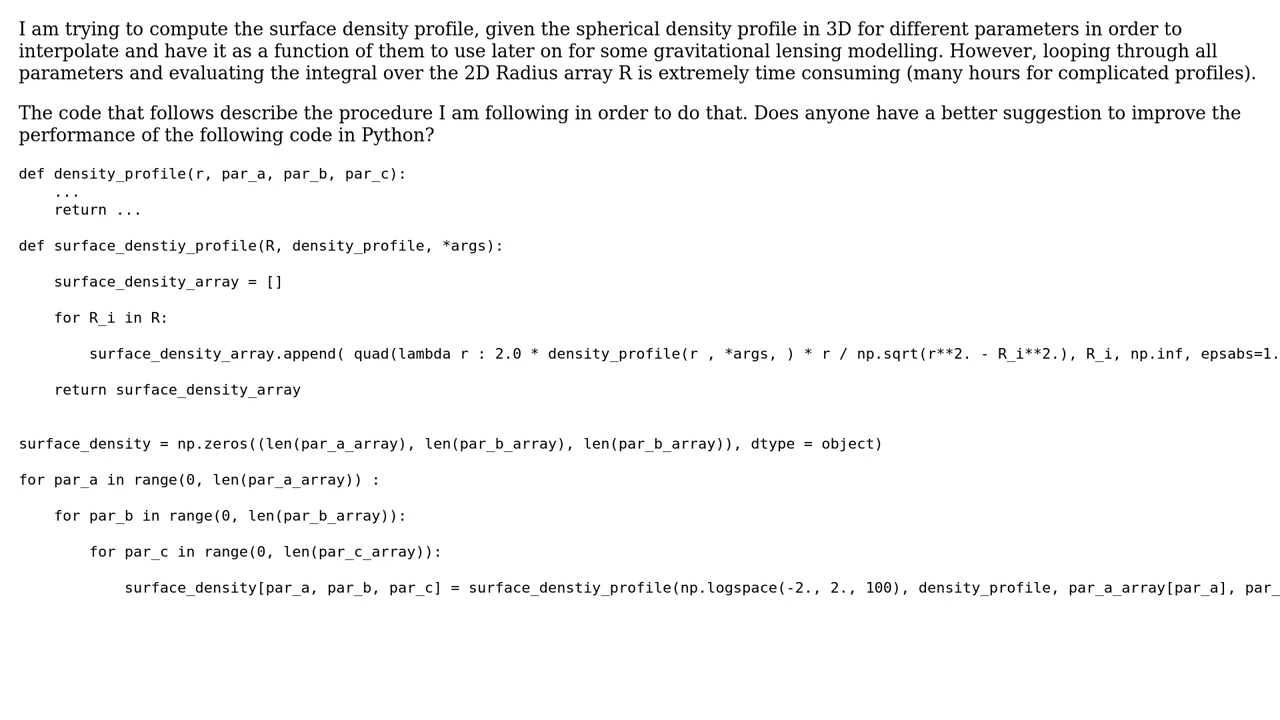 I am trying to compute the surface density profile, given the spherical density profile in 3D for different parameters in order to
interpolate and have it as a function of them to use later on for some gravitational lensing modelling. However, looping through all
parameters and evaluating the integral over the 2D Radius array R is extremely time consuming (many hours for complicated profiles).
The code that follows describe the procedure I am following in order to do that. Does anyone have a better suggestion to improve the
performance of the following code in Python?
def density_profile(r, par_a, par_b, par_c):
    ...
    return ...
def surface_denstiy_profile(R, density_profile, *args):
    surface_density_array = []
    for R_i in R:
        surface_density_array.append( quad(lambda r : 2.0 * density_profile(r , *args, ) * r / np.sqrt(r**2. - R_i**2.), R_i, np.inf, epsabs=1.
    return surface_density_array
surface_density = np.zeros((len(par_a_array), len(par_b_array), len(par_b_array)), dtype = object)
for par_a in range(0, len(par_a_array)) :
    for par_b in range(0, len(par_b_array)):
        for par_c in range(0, len(par_c_array)):
            surface_density[par_a, par_b, par_c] = surface_denstiy_profile(np.logspace(-2., 2., 100), density_profile, par_a_array[par_a], par_